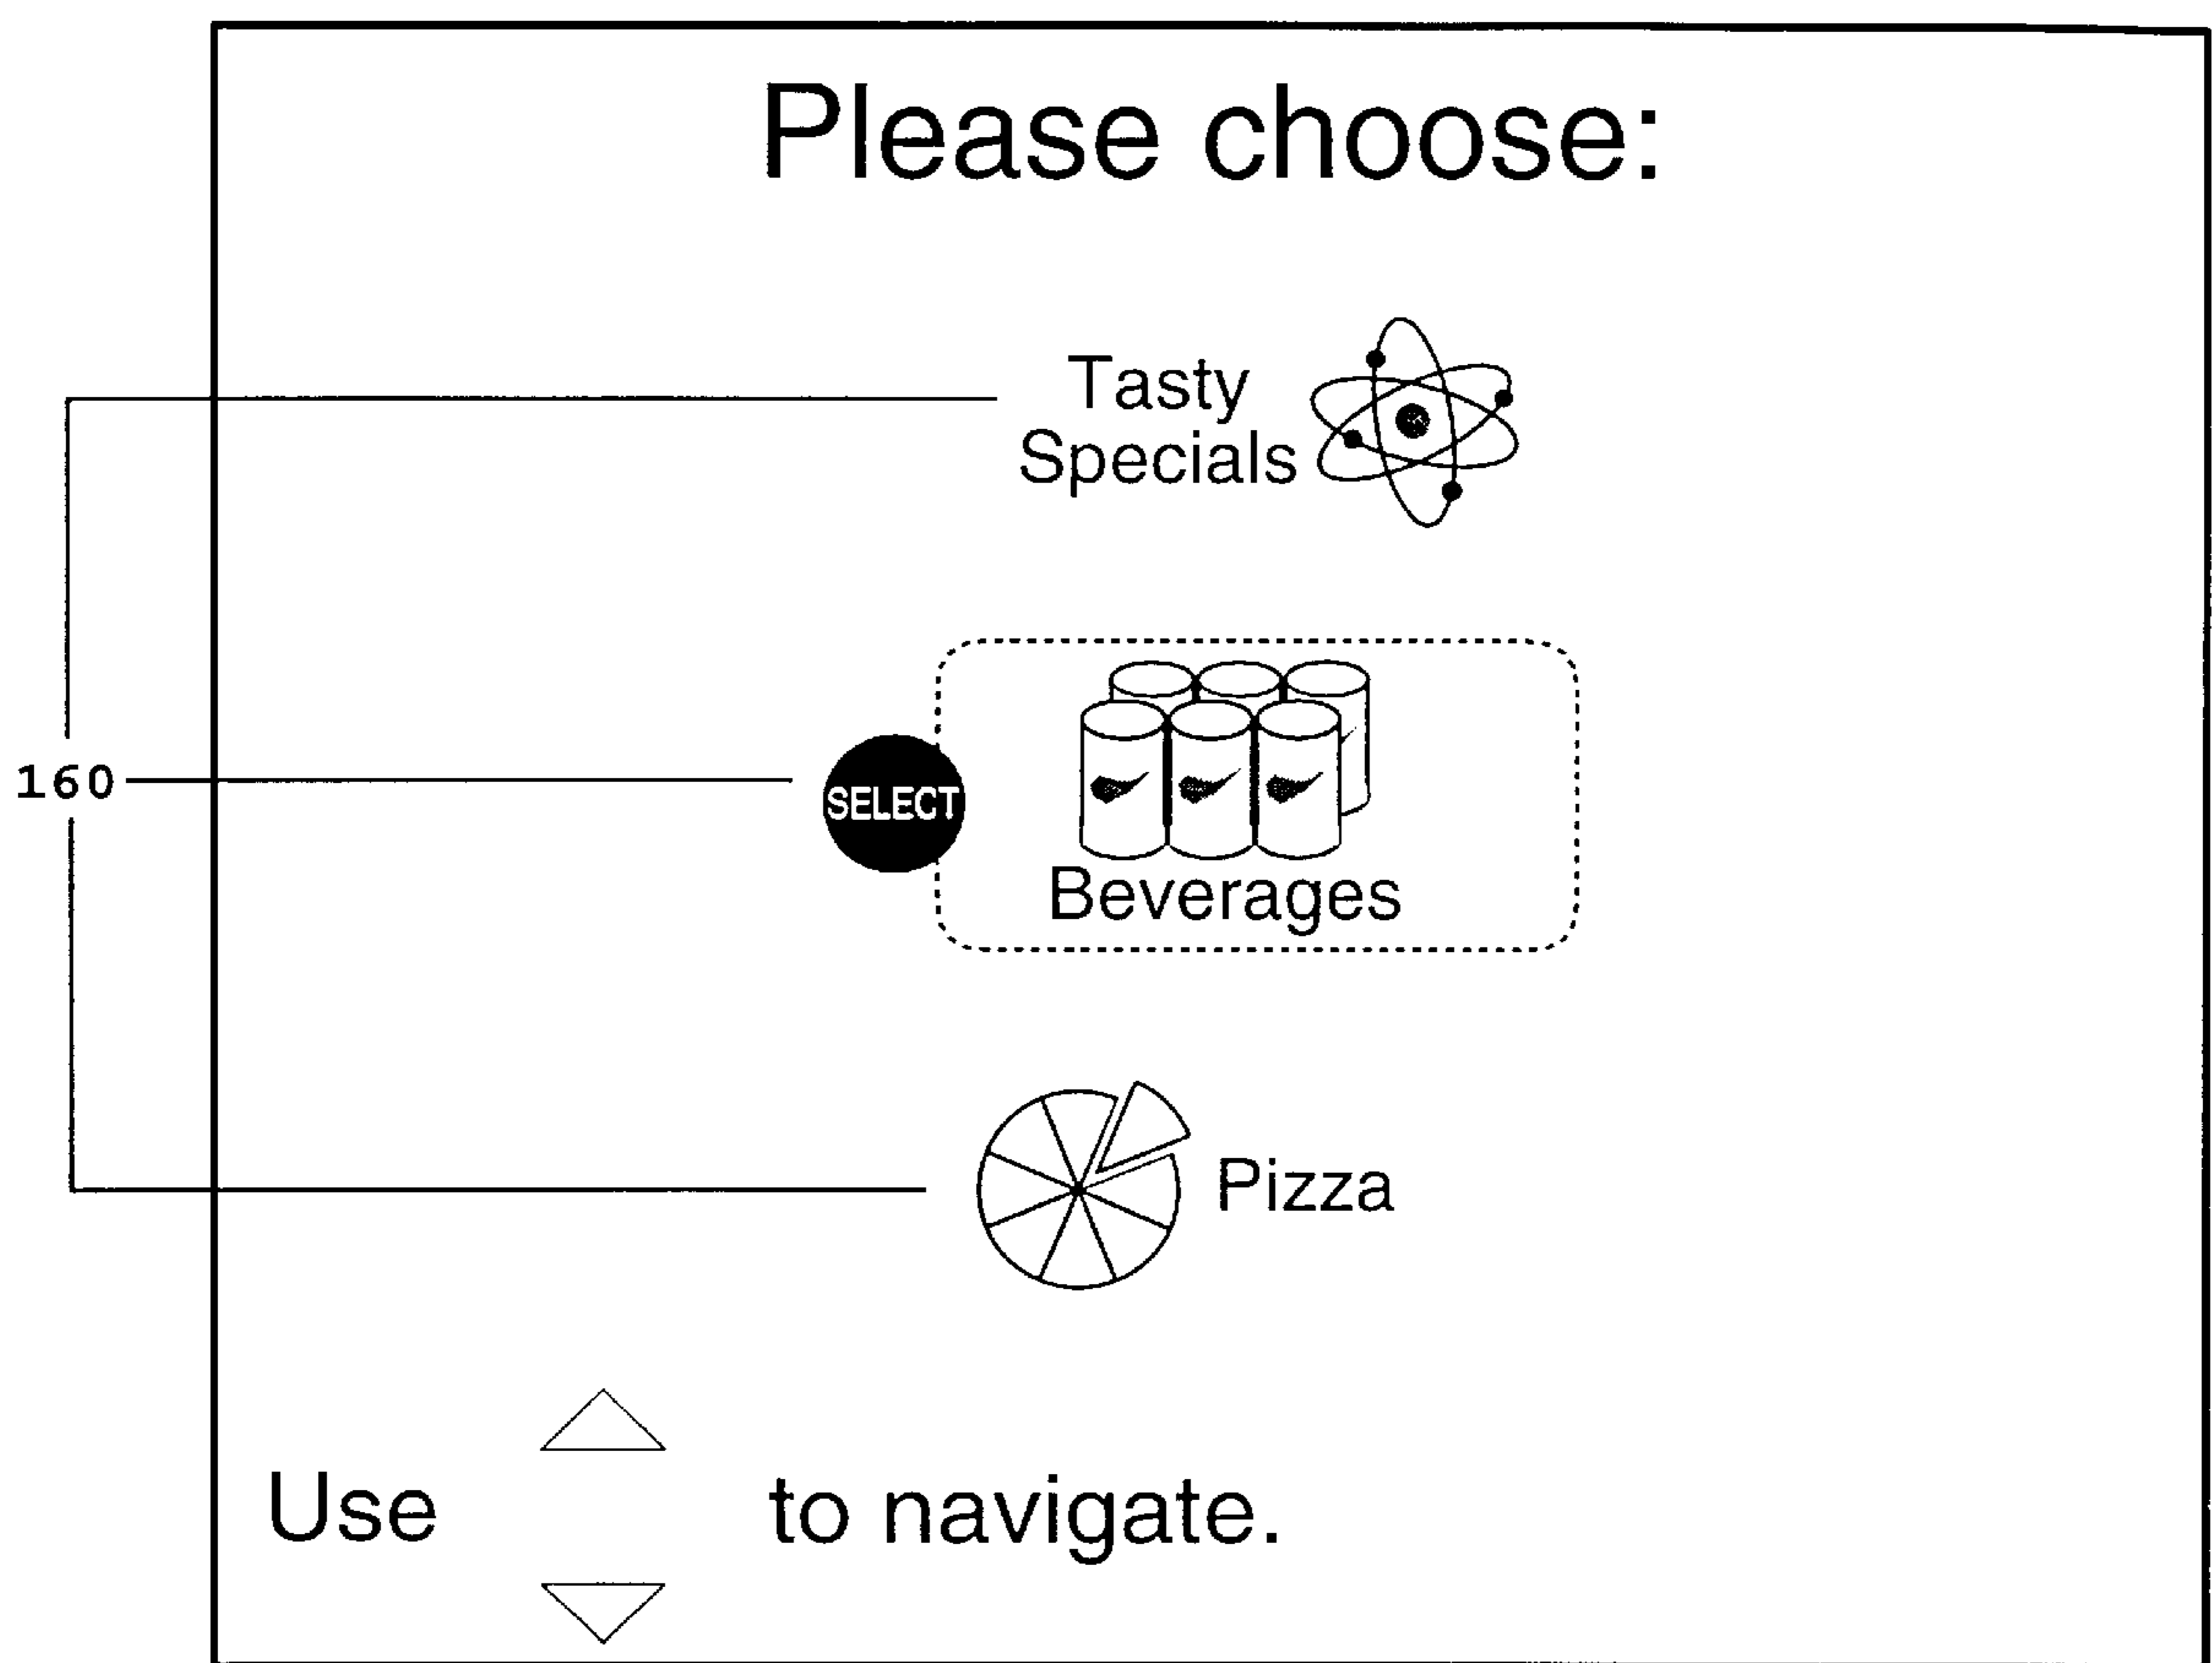 Please choose:
Tasty
Specials
160
SELECT
Beverages
Pizza
Use to navigate.